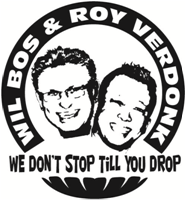 WIL BOS & ROY VERDONK
WE DON'T STOP TILL YOU DROP